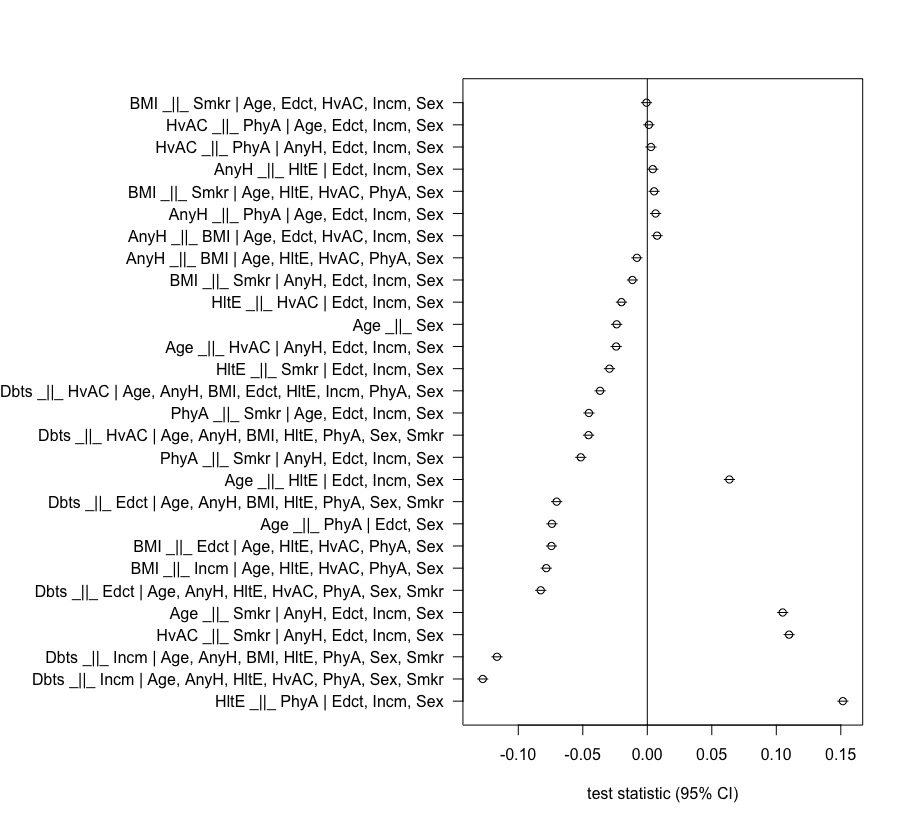 BMI _||_ Smkr | Age, Edct, HvAC, Incm, Sex
HvAC _||_ PhyA | Age, Edct, Incm, Sex
HvAC _||_ PhyA | AnyH, Edct, Incm, Sex
AnyH _||_ HltE | Edct, Incm, Sex
BMI _||_ Smkr | Age, HltE, HvAC, PhyA, Sex
AnyH _||_ PhyA | Age, Edct, Incm, Sex
AnyH _||_ BMI | Age, Edct, HvAC, Incm, Sex
AnyH _||_ BMI | Age, HltE, HvAC, PhyA, Sex
BMI _||_ Smkr | AnyH, Edct, Incm, Sex
HltE _||_ HvAC | Edct, Incm, Sex
Age _||_ Sex
Age _||_ HvAC | AnyH, Edct, Incm, Sex
HltE _||_ Smkr | Edct, Incm, Sex
Dbts _||_ HvAC | Age, AnyH, BMI, Edct, HltE, Incm, PhyA, Sex
PhyA _||_ Smkr | Age, Edct, Incm, Sex
Dbts _||_ HvAC | Age, AnyH, BMI, HltE, PhyA, Sex, Smkr
PhyA _||_ Smkr | AnyH, Edct, Incm, Sex
Age _||_ HltE | Edct, Incm, Sex
Dbts _||_ Edct | Age, AnyH, BMI, HltE, PhyA, Sex, Smkr
Age _||_ PhyA | Edct, Sex
BMI _||_ Edct | Age, HltE, HvAC, PhyA, Sex
BMI _||_ Incm | Age, HltE, HvAC, PhyA, Sex
Dbts _||_ Edct | Age, AnyH, HltE, HvAC, PhyA, Sex, Smkr
Age _||_ Smkr | AnyH, Edct, Incm, Sex
HvAC _||_ Smkr | AnyH, Edct, Incm, Sex
Dbts _||_ Incm | Age, AnyH, BMI, HltE, PhyA, Sex, Smkr
Dbts _||_ Incm | Age, AnyH, HltE, HvAC, PhyA, Sex, Smkr
HltE _||_ PhyA | Edct, Incm, Sex
-0.10 -0.05 0.00 0.05 0.10 0.15
test statistic (95% CI)